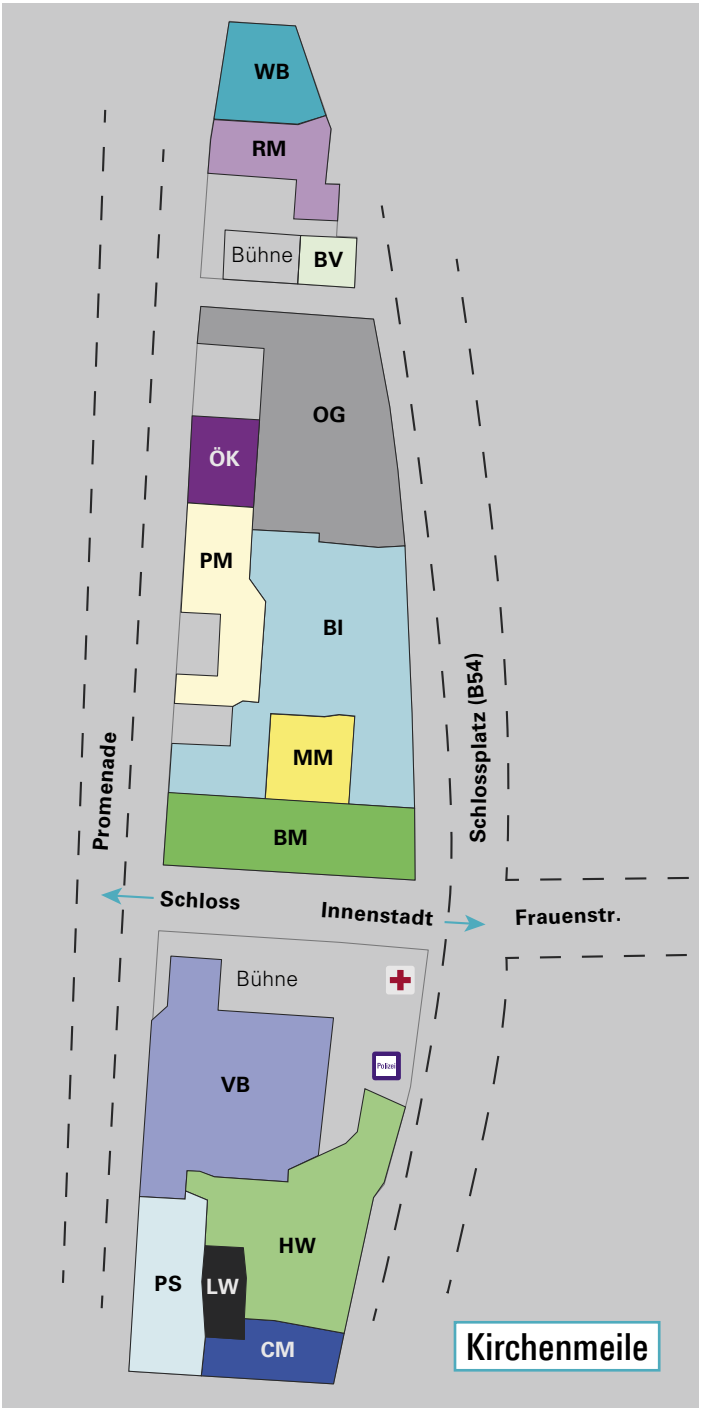 WB
RM
Bühne
BV
OG
ÖK
PM
BI
Schlossplatz (B54)
MM
Promenade
BM
Schloss
Innenstadt
Frauenstr.
Bühne
Polizei
VB
HW
PS
LW
CM
Kirchenmeile